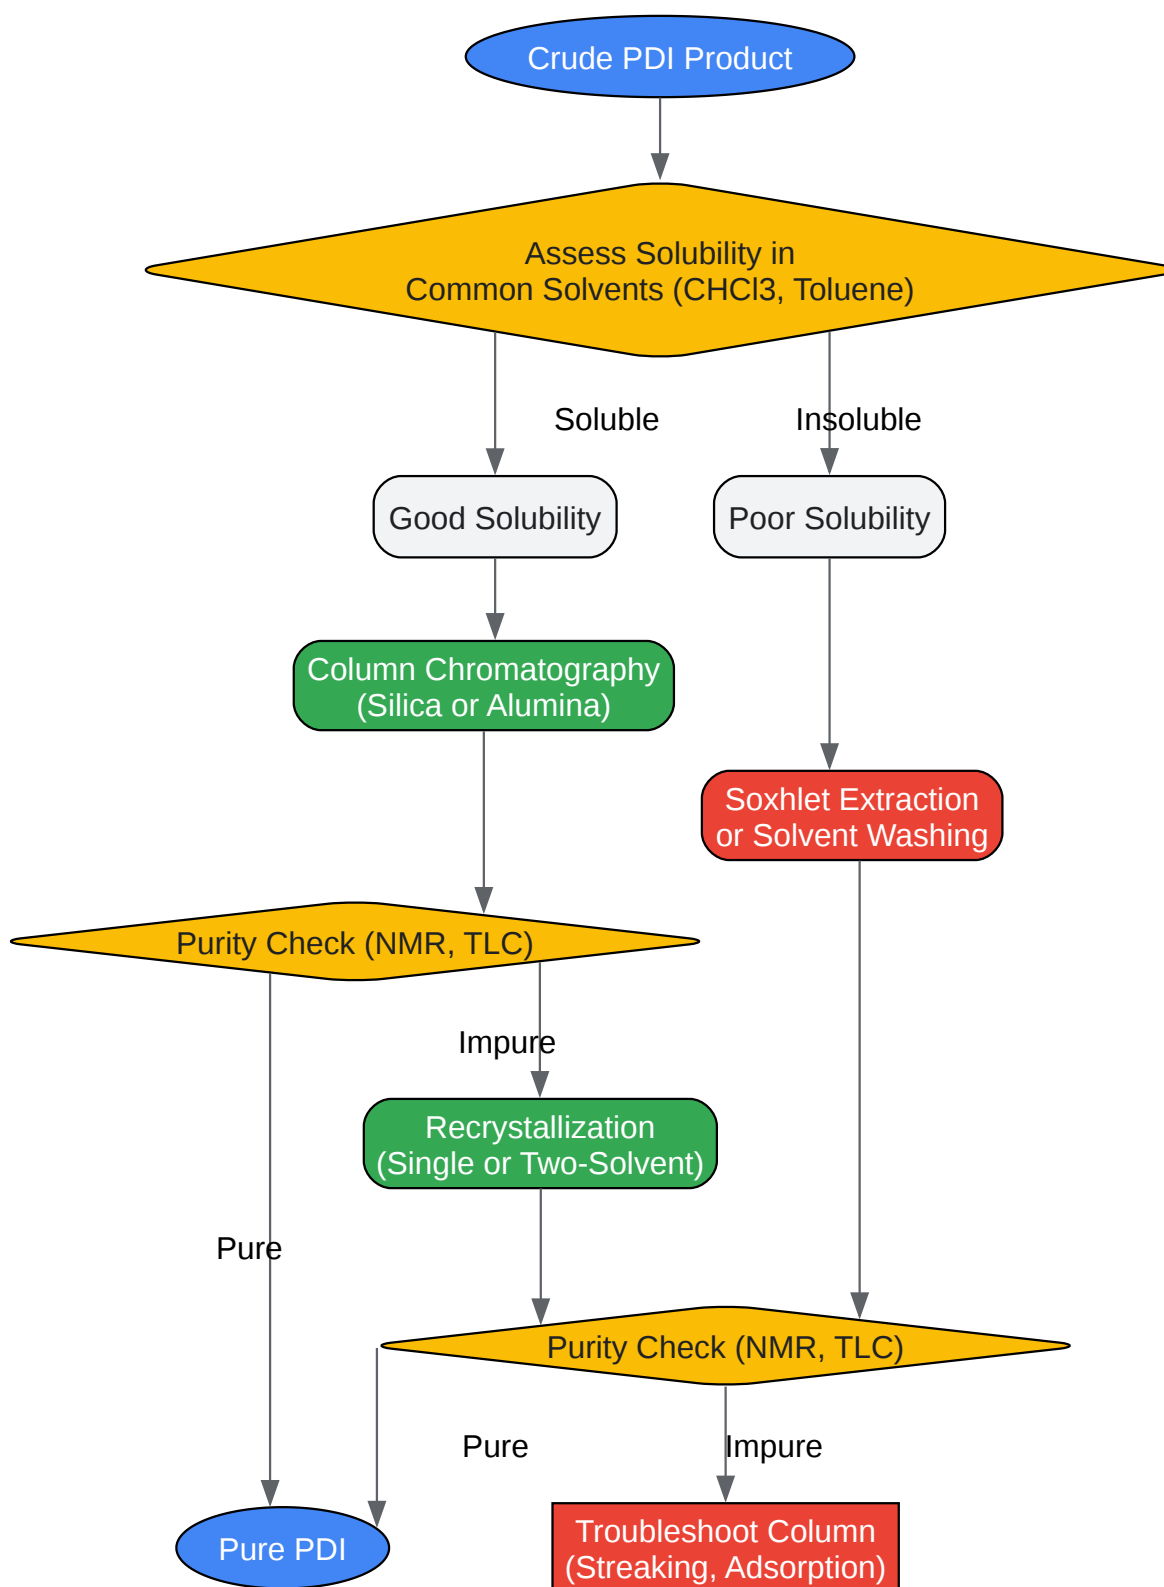 Crude PDI Product
Assess Solubility in
Common Solvents (CHCl3, Toluene)
Soluble
Insoluble
Good Solubility
Poor Solubility
Column Chromatography
(Silica or Alumina)
Soxhlet Extraction
or Solvent Washing
Purity Check (NMR, TLC)
Impure
Recrystallization
(Single or Two-Solvent)
Pure
Purity Check (NMR, TLC)
Pure
Impure
Pure PDI
Troubleshoot Column
(Streaking, Adsorption)